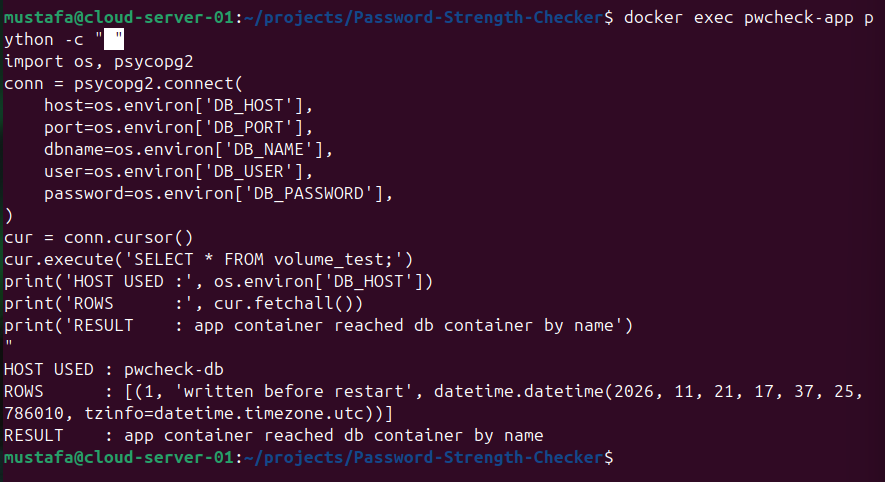 mustafa@cloud-server-01:~/projects/Password-Strength-Checker$ docker exec pwcheck-app p
ython -c " "
import os, psycopg2
conn = psycopg2.connect(
    host=os.environ['DB_HOST'],
    port=os.environ['DB_PORT'],
    dbname=os.environ['DB_NAME'],
    user=os.environ['DB_USER'],
    password=os.environ['DB_PASSWORD'],
)
cur = conn.cursor()
cur.execute('SELECT * FROM volume_test;')
print('HOST USED :', os.environ['DB_HOST'])
print('ROWS      :', cur.fetchall())
print('RESULT    : app container reached db container by name')
"
HOST USED : pwcheck-db
ROWS      : [(1, 'written before restart', datetime.datetime(2026, 11, 21, 17, 37, 25,
786010, tzinfo=datetime.timezone.utc))]
RESULT    : app container reached db container by name
mustafa@cloud-server-01:~/projects/Password-Strength-Checker$